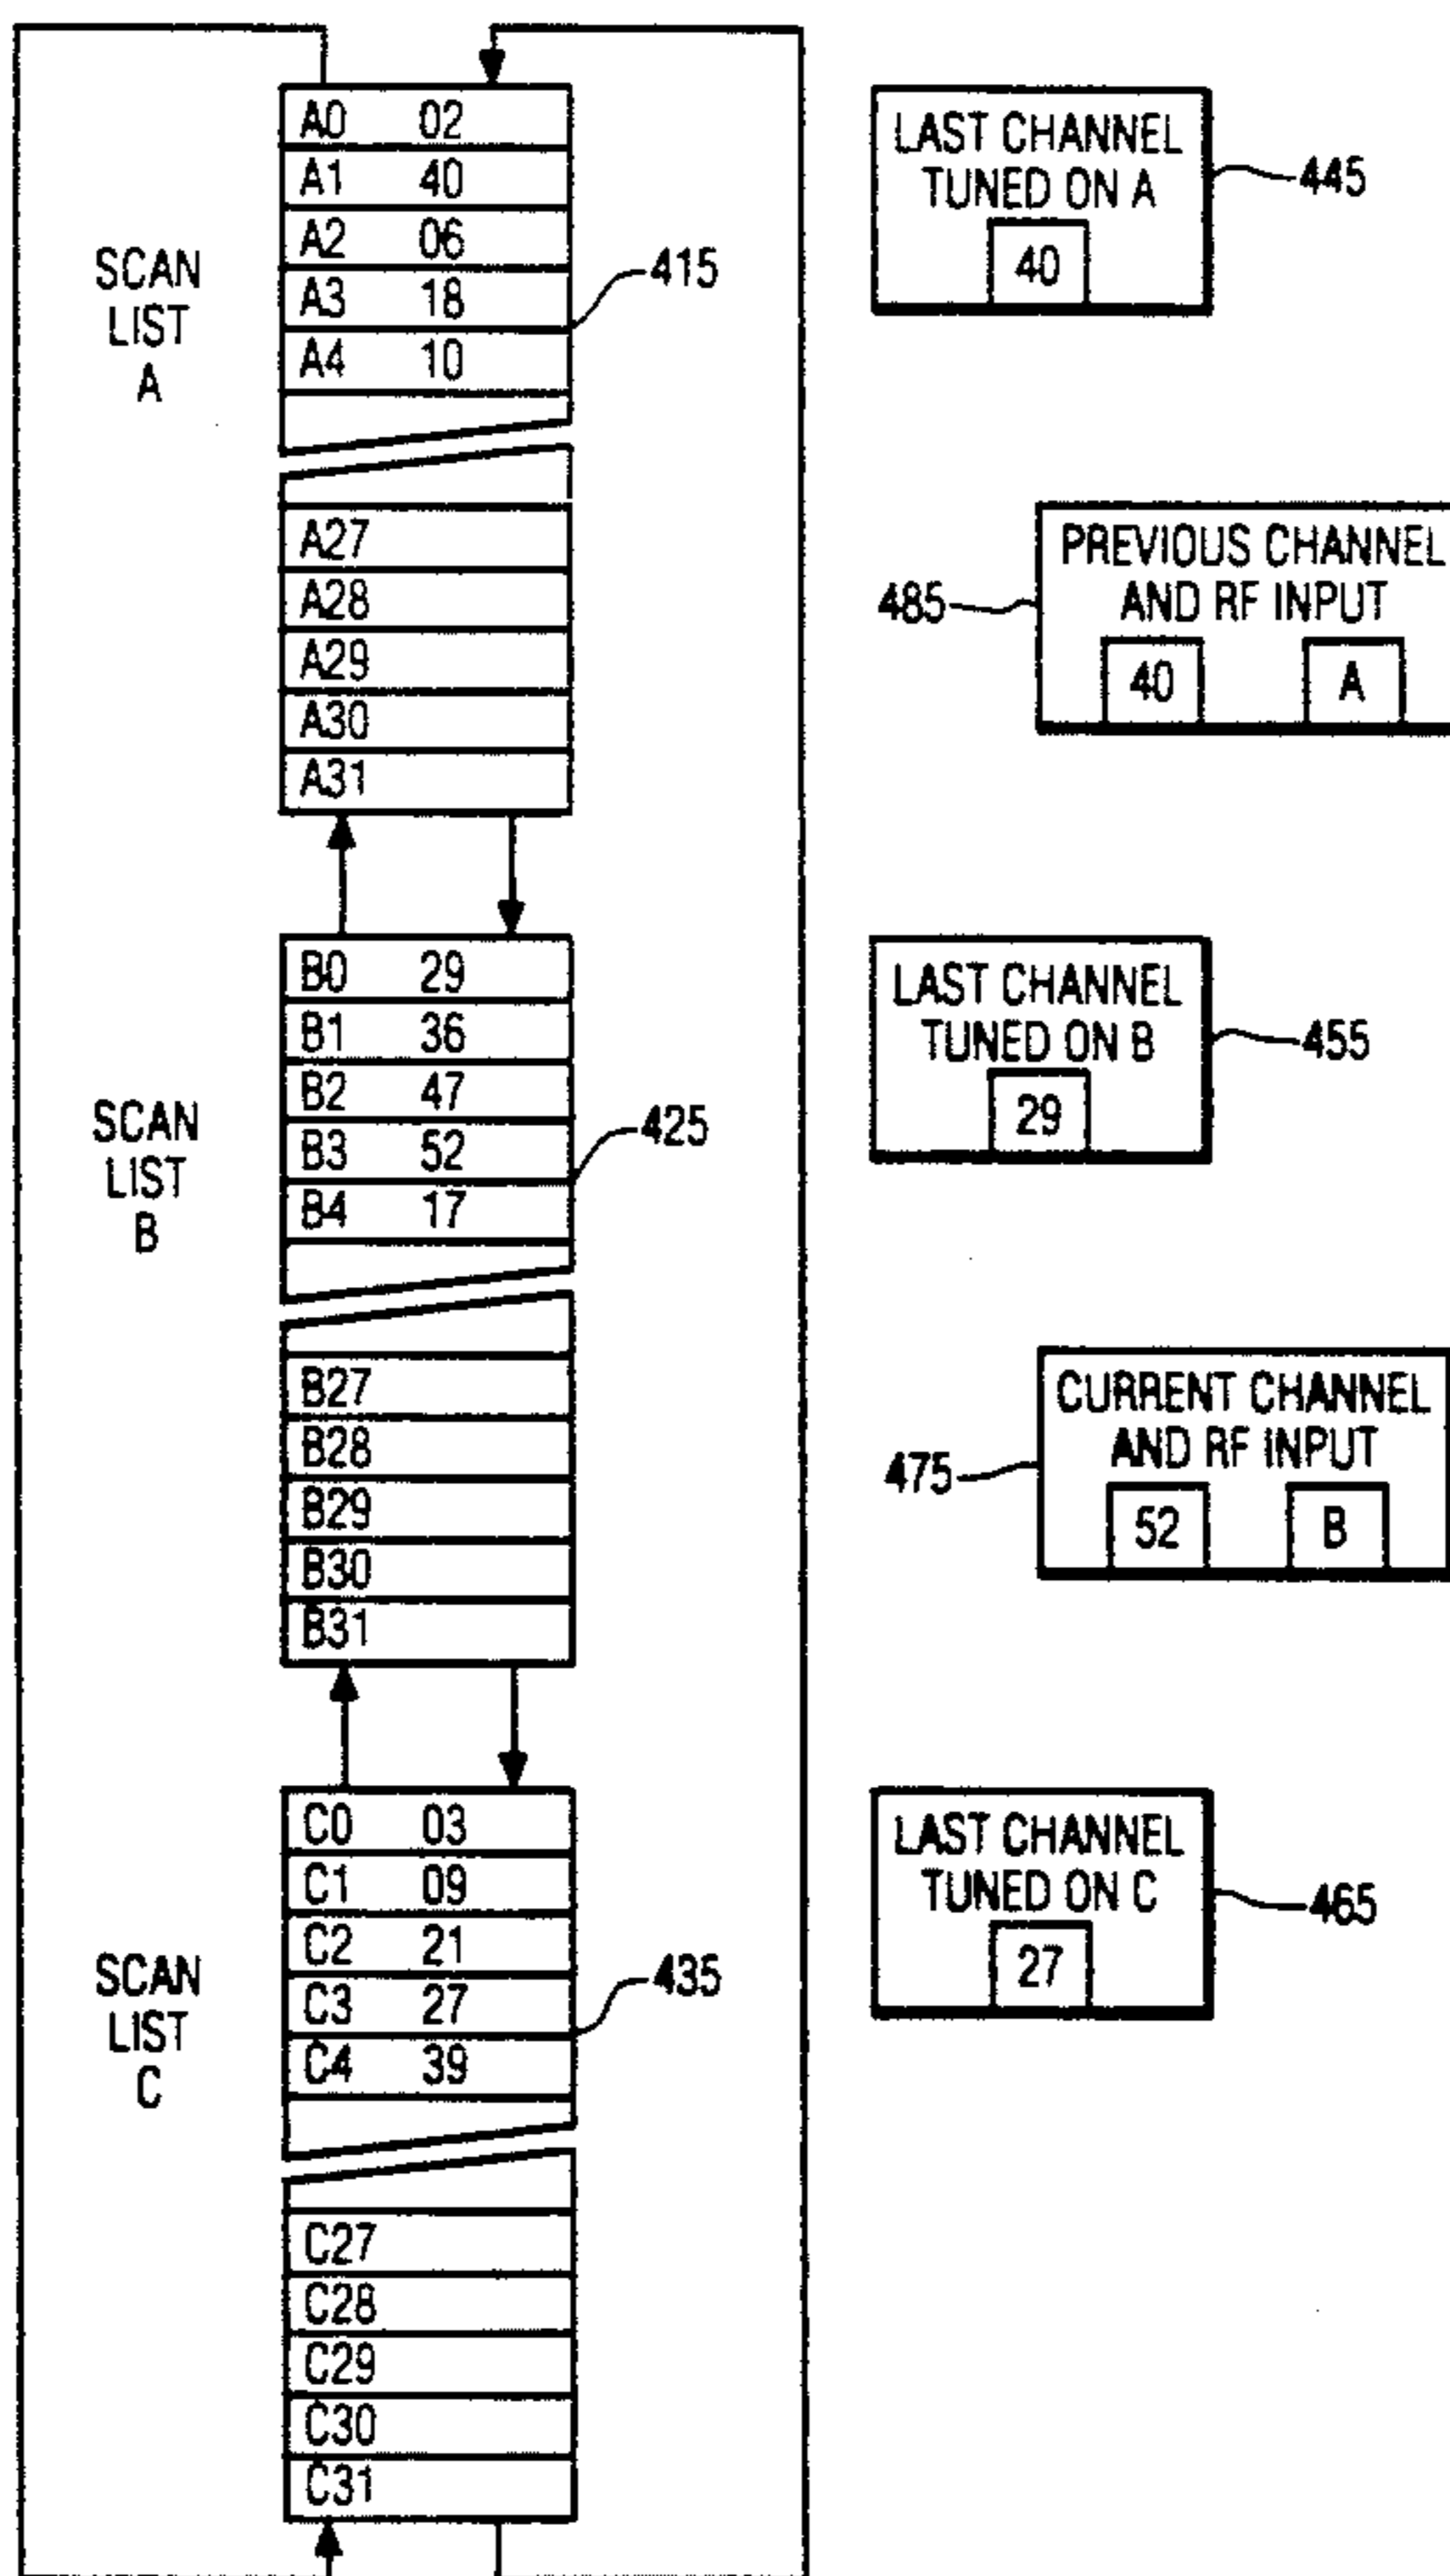 SCAN
LIST
A
A0 02
A1 40
A2 06
A3 18
A4 10
A27
A28
A29
A30
A31
415
LAST CHANNEL
TUNED ON A
40
445
PREVIOUS CHANNEL
AND RF INPUT
40 A
485
SCAN
LIST
B
B0 29
B1 36
B2 47
B3 52
B4 17
B27
B28
B29
B30
B31
425
LAST CHANNEL
TUNED ON B
29
455
CURRENT CHANNEL
AND RF INPUT
52 B
475
SCAN
LIST
C
C0 03
C1 09
C2 21
C3 27
C4 39
C27
C28
C29
C30
C31
435
LAST CHANNEL
TUNED ON C
27
465